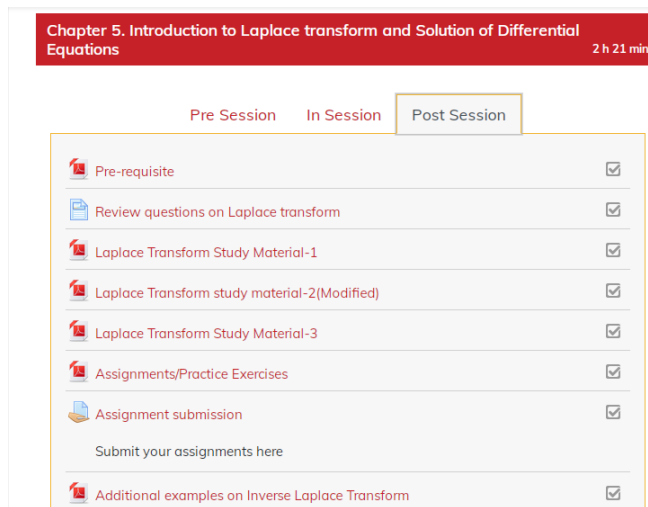 Chapter 5. Introduction to Laplace transform and Solution of Differential
Equations
2 h 21 min
Pre Session
In Session
Post Session
Pre-requisite
Review questions on Laplace transform
Laplace Transform Study Material-1
Laplace Transform study material-2(Modified)
Laplace Transform Study Material-3
Assignments/Practice Exercises
Assignment submission
Submit your assignments here
Additional examples on Inverse Laplace Transform